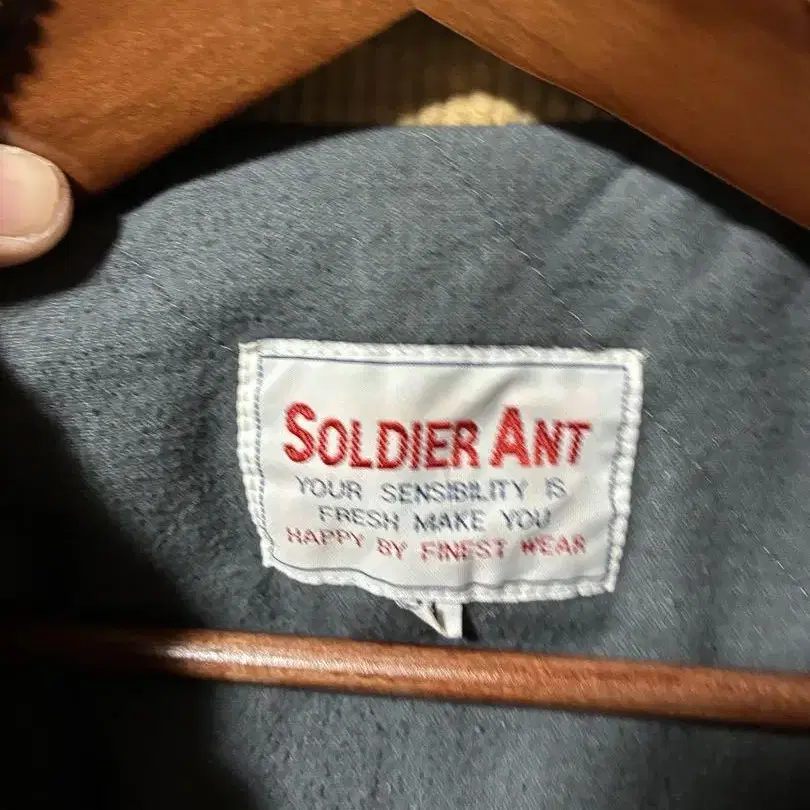 SOLDIER ANT
YOUR SENSIBILITY IS
FRESH MAKE YOU
HAPPY BY FINEST WEAR